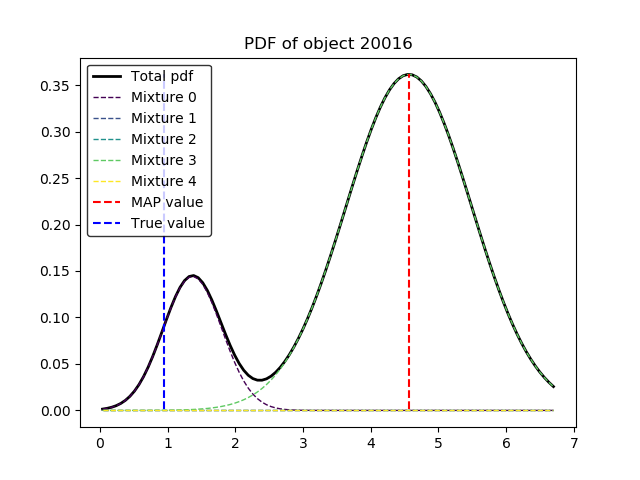 PDF of object 20016
Total pdf
Mixture 0
Mixture 1
Mixture 2
Mixture 3
Mixture 4
MAP value
True value
0.35
0.30
0.25
0.20
0.15
0.10
0.05
0.00
0 1 2 3 4 5 6 7